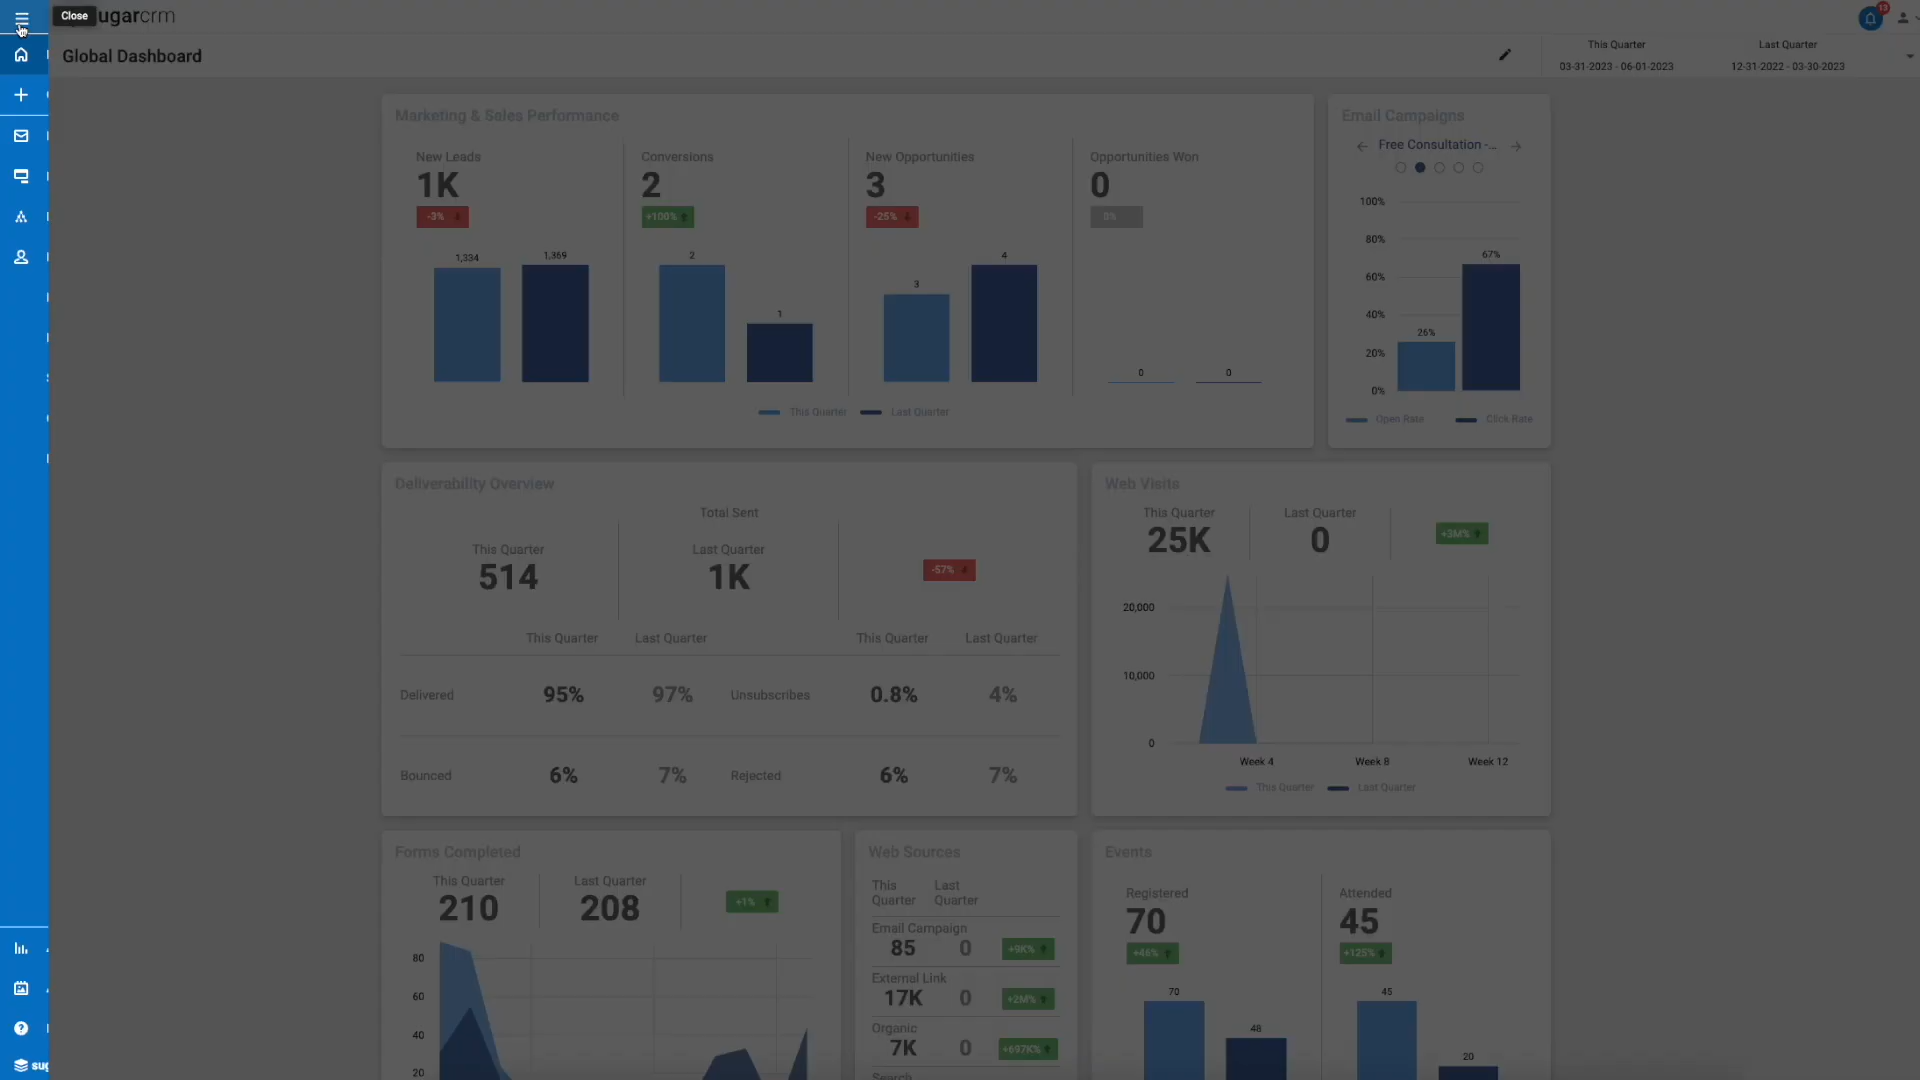 Close
ugarcrm
13
Global Dashboard
This Quarter
03-31-2023 - 06-01-2023
Last Quarter
12-31-2022 - 03-30-2023
Marketing & Sales Performance
New Leads
1K
-3%
1,334
1,369
Conversions
2
+100%
2
1
New Opportunities
3
-25%
3
4
Opportunities Won
0
0%
0
0
This Quarter
Last Quarter
Email Campaigns
Free Consultation -...
100%
80%
60%
40%
20%
0%
26%
67%
Open Rate
Click Rate
Deliverability Overview
Total Sent
This Quarter
514
Last Quarter
1K
-57%
This Quarter Last Quarter This Quarter Last Quarter
Delivered 95% 97% Unsubscribes 0.8% 4%
Bounced 6% 7% Rejected 6% 7%
Web Visits
This Quarter
25K
Last Quarter
0
+3M%
20,000
10,000
0
Week 4 Week 8 Week 12
This Quarter
Last Quarter
Forms Completed
This Quarter
210
Last Quarter
208
+1%
80
60
40
20
Web Sources
This Quarter
Last Quarter
Email Campaign
85 0 +9K%
External Link
17K 0 +2M%
Organic
7K 0 +697K%
Search
Events
Registered
70
+46%
70
48
Attended
45
+125%
45
20
sug